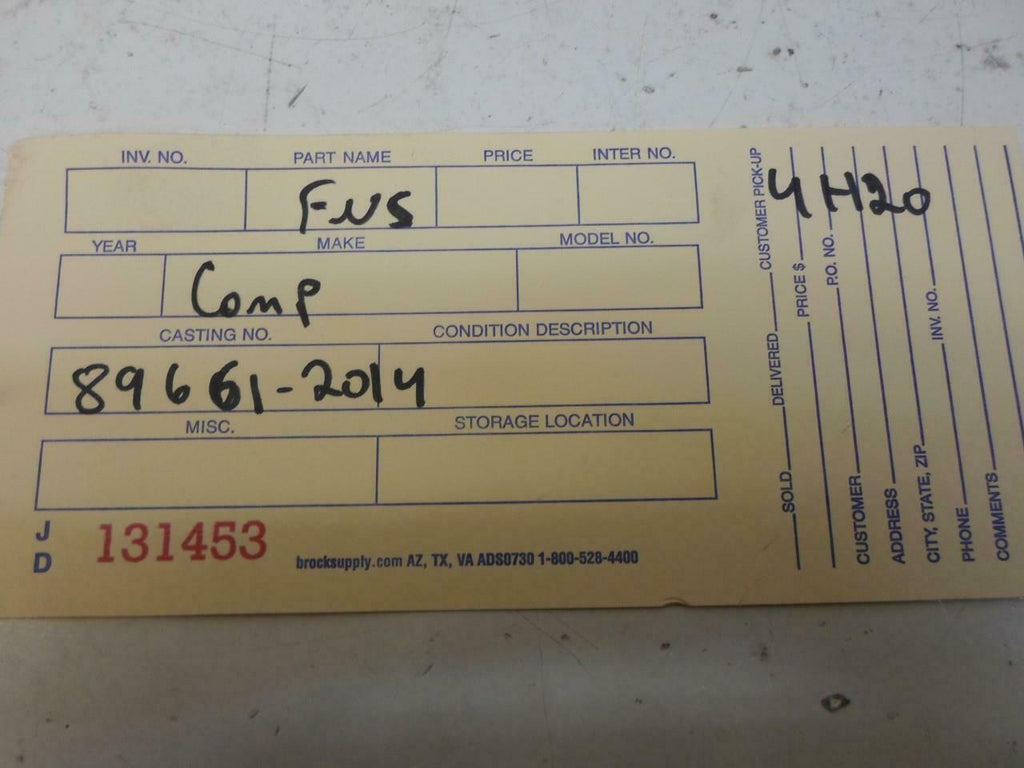 INV. NO. PART NAME PRICE INTER NO.
FNS
YEAR MAKE MODEL NO.
Comp
CASTING NO. CONDITION DESCRIPTION
89661-2014
MISC. STORAGE LOCATION
J
D
131453
brocksupply.com AZ, TX, VA ADS0730 1-800-528-4400
4H20
SOLD DELIVERED CUSTOMER PICK-UP
PRICE $
P.O. NO.
CUSTOMER
ADDRESS
CITY, STATE, ZIP INV. NO.
PHONE
COMMENTS